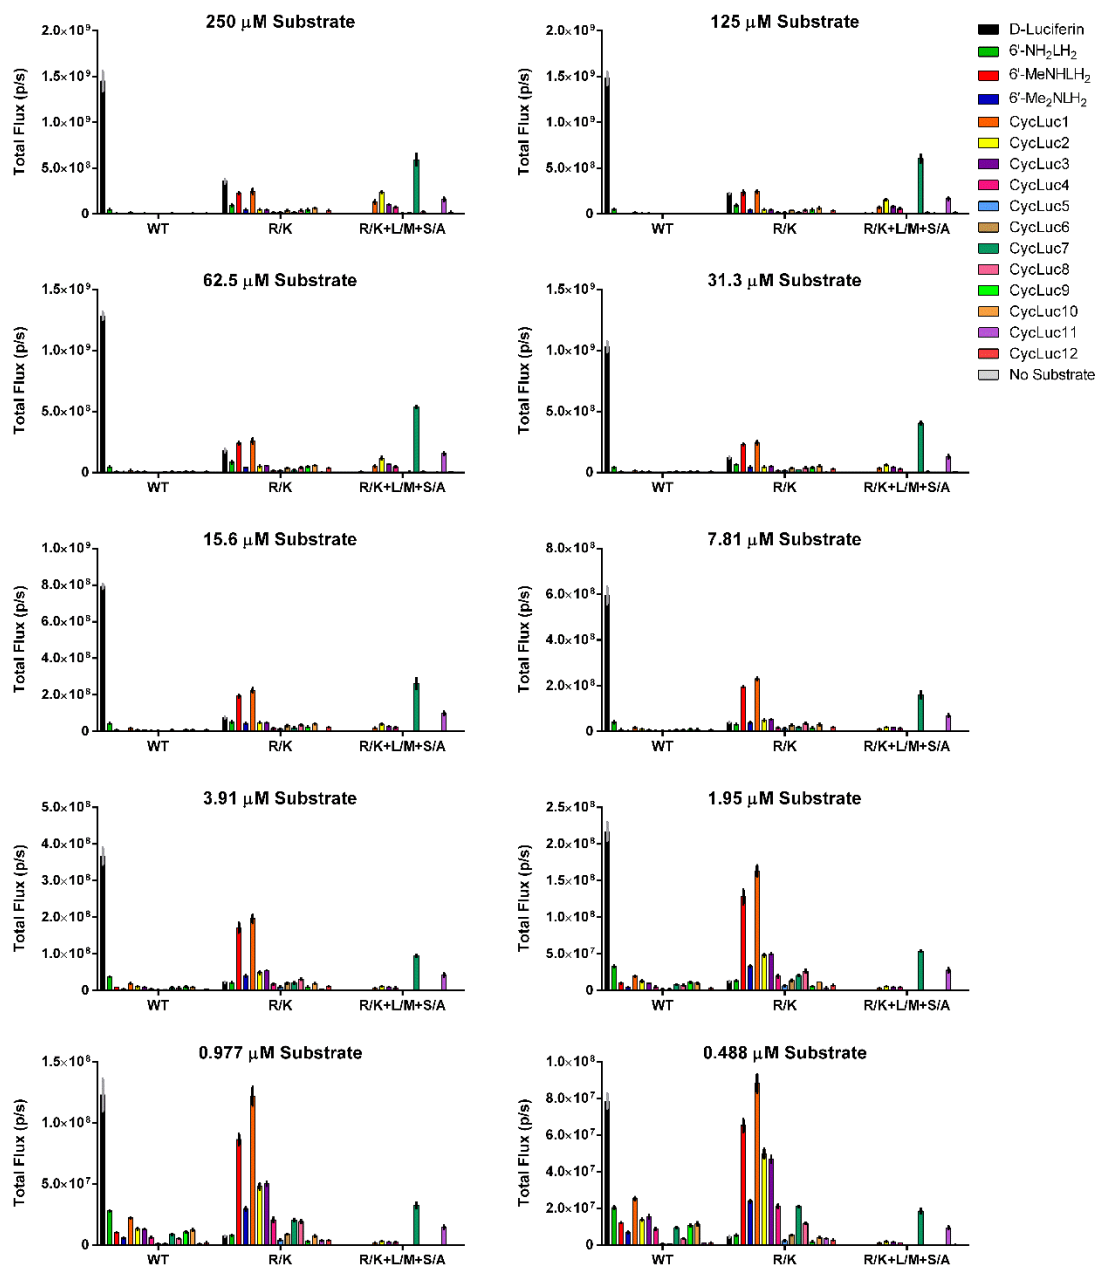 250 μM Substrate
Total Flux (p/s)
2.0×10⁹
1.5×10⁹
1.0×10⁹
5.0×10⁸
0
WT
R/K
R/K+L/M+S/A
125 μM Substrate
Total Flux (p/s)
2.0×10⁹
1.5×10⁹
1.0×10⁹
5.0×10⁸
0
WT
R/K
R/K+L/M+S/A
D-Luciferin
6'-NH₂LH₂
6'-MeNHLH₂
6'-Me₂NLH₂
CycLuc1
CycLuc2
CycLuc3
CycLuc4
CycLuc5
CycLuc6
CycLuc7
CycLuc8
CycLuc9
CycLuc10
CycLuc11
CycLuc12
No Substrate
62.5 μM Substrate
Total Flux (p/s)
1.5×10⁹
1.0×10⁹
5.0×10⁸
0
WT
R/K
R/K+L/M+S/A
31.3 μM Substrate
Total Flux (p/s)
1.5×10⁹
1.0×10⁹
5.0×10⁸
0
WT
R/K
R/K+L/M+S/A
15.6 μM Substrate
Total Flux (p/s)
1.0×10⁹
8.0×10⁸
6.0×10⁸
4.0×10⁸
2.0×10⁸
0
WT
R/K
R/K+L/M+S/A
7.81 μM Substrate
Total Flux (p/s)
8.0×10⁸
6.0×10⁸
4.0×10⁸
2.0×10⁸
0
WT
R/K
R/K+L/M+S/A
3.91 μM Substrate
Total Flux (p/s)
5.0×10⁸
4.0×10⁸
3.0×10⁸
2.0×10⁸
1.0×10⁸
0
WT
R/K
R/K+L/M+S/A
1.95 μM Substrate
Total Flux (p/s)
2.5×10⁸
2.0×10⁸
1.5×10⁸
1.0×10⁸
5.0×10⁷
0
WT
R/K
R/K+L/M+S/A
0.977 μM Substrate
Total Flux (p/s)
1.5×10⁸
1.0×10⁸
5.0×10⁷
0
WT
R/K
R/K+L/M+S/A
0.488 μM Substrate
Total Flux (p/s)
1.0×10⁸
8.0×10⁷
6.0×10⁷
4.0×10⁷
2.0×10⁷
0
WT
R/K
R/K+L/M+S/A